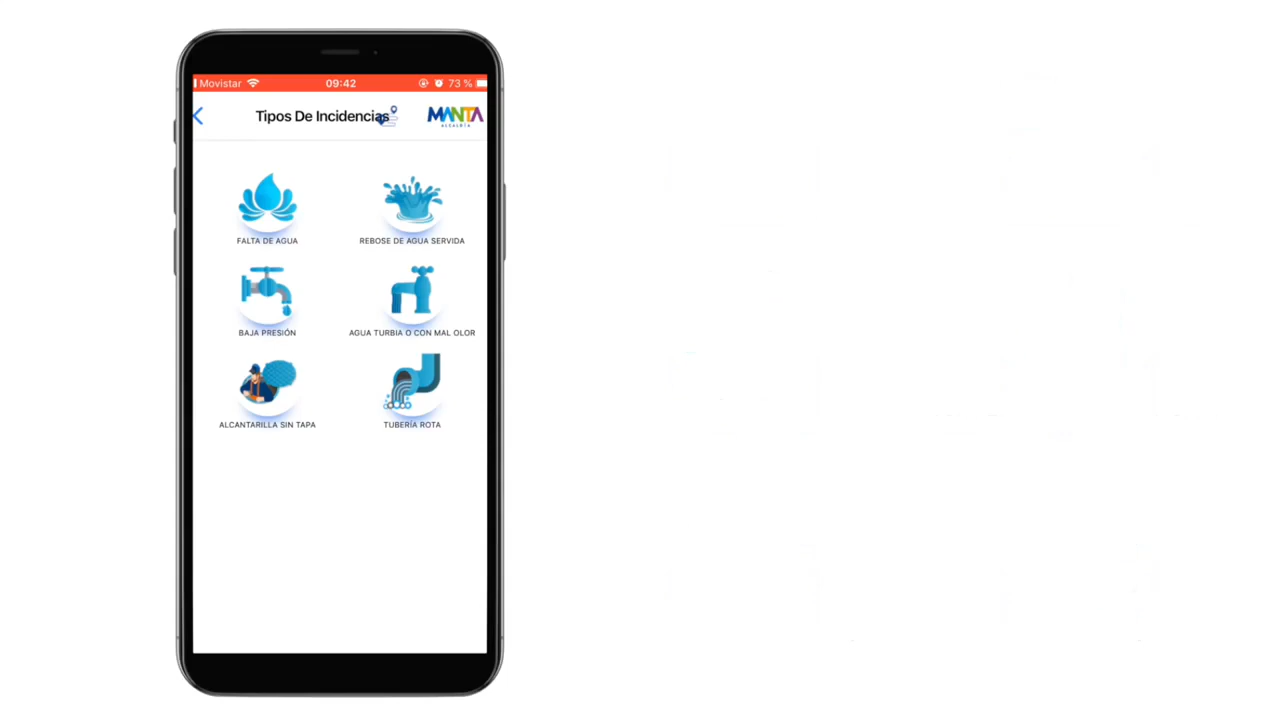 Movistar 09:42 73 %
Tipos De Incidencias
MANTA
ALCALDÍA
FALTA DE AGUA
REBOSE DE AGUA SERVIDA
BAJA PRESIÓN
AGUA TURBIA O CON MAL OLOR
ALCANTARILLA SIN TAPA
TUBERÍA ROTA